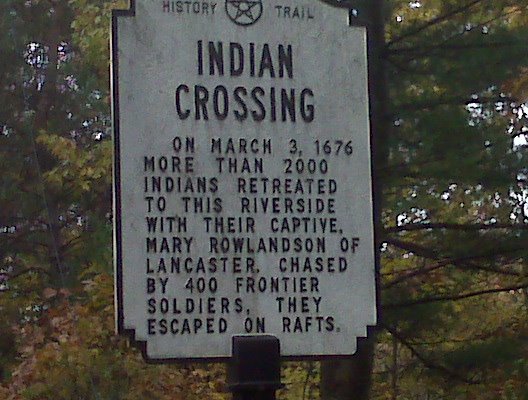 HISTORY TRAIL
INDIAN
CROSSING
ON MARCH 3, 1676
MORE THAN 2000
INDIANS RETREATED
TO THIS RIVERSIDE
WITH THEIR CAPTIVE,
MARY ROWLANDSON OF
LANCASTER. CHASED
BY 400 FRONTIER
SOLDIERS, THEY
ESCAPED ON RAFTS.